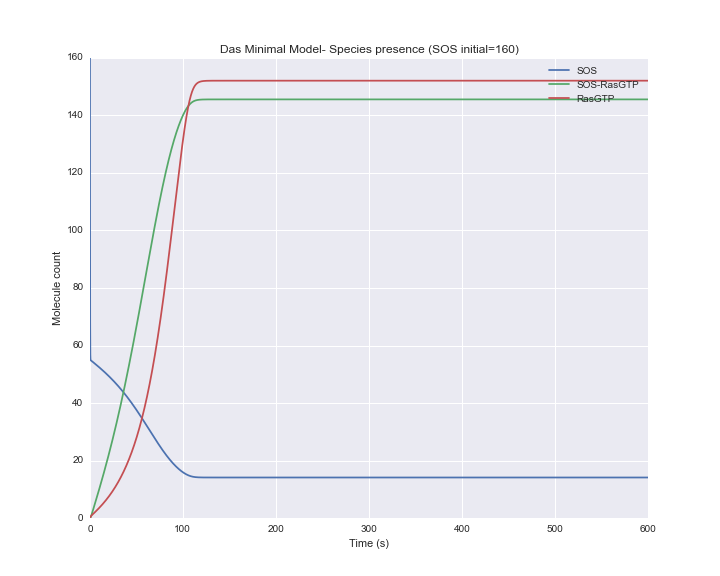 Das Minimal Model- Species presence (SOS initial=160)
160
140
120
100
80
60
40
20
0
Molecule count
SOS
SOS-RasGTP
RasGTP
0 100 200 300 400 500 600
Time (s)